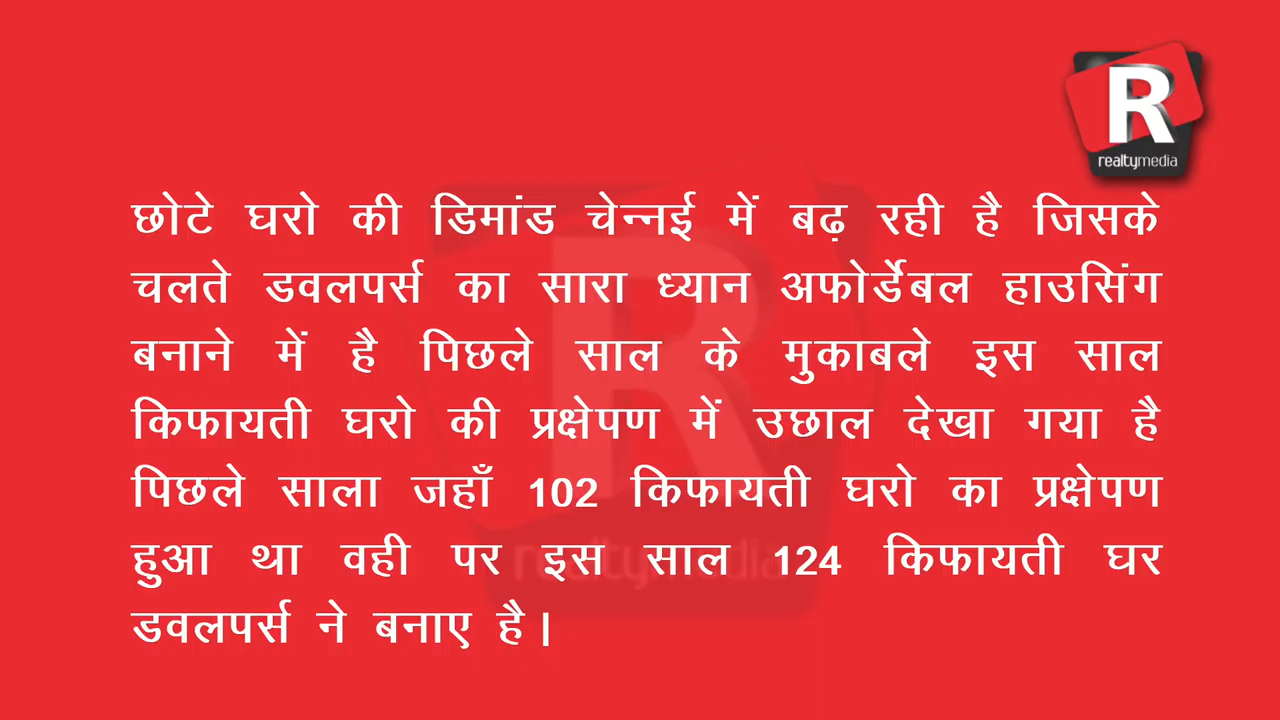 R
realtymedia
छोटे घरो की डिमांड चेन्नई में बढ़ रही है जिसके
चलते डवलपर्स का सारा ध्यान अफोर्डेबल हाउसिंग
बनाने में है पिछले साल के मुकाबले इस साल
किफायती घरो की प्रक्षेपण में उछाल देखा गया है
पिछले साला जहाँ 102 किफायती घरो का प्रक्षेपण
हुआ था वही पर इस साल 124 किफायती घर
डवलपर्स ने बनाए है।
R
realtymedia